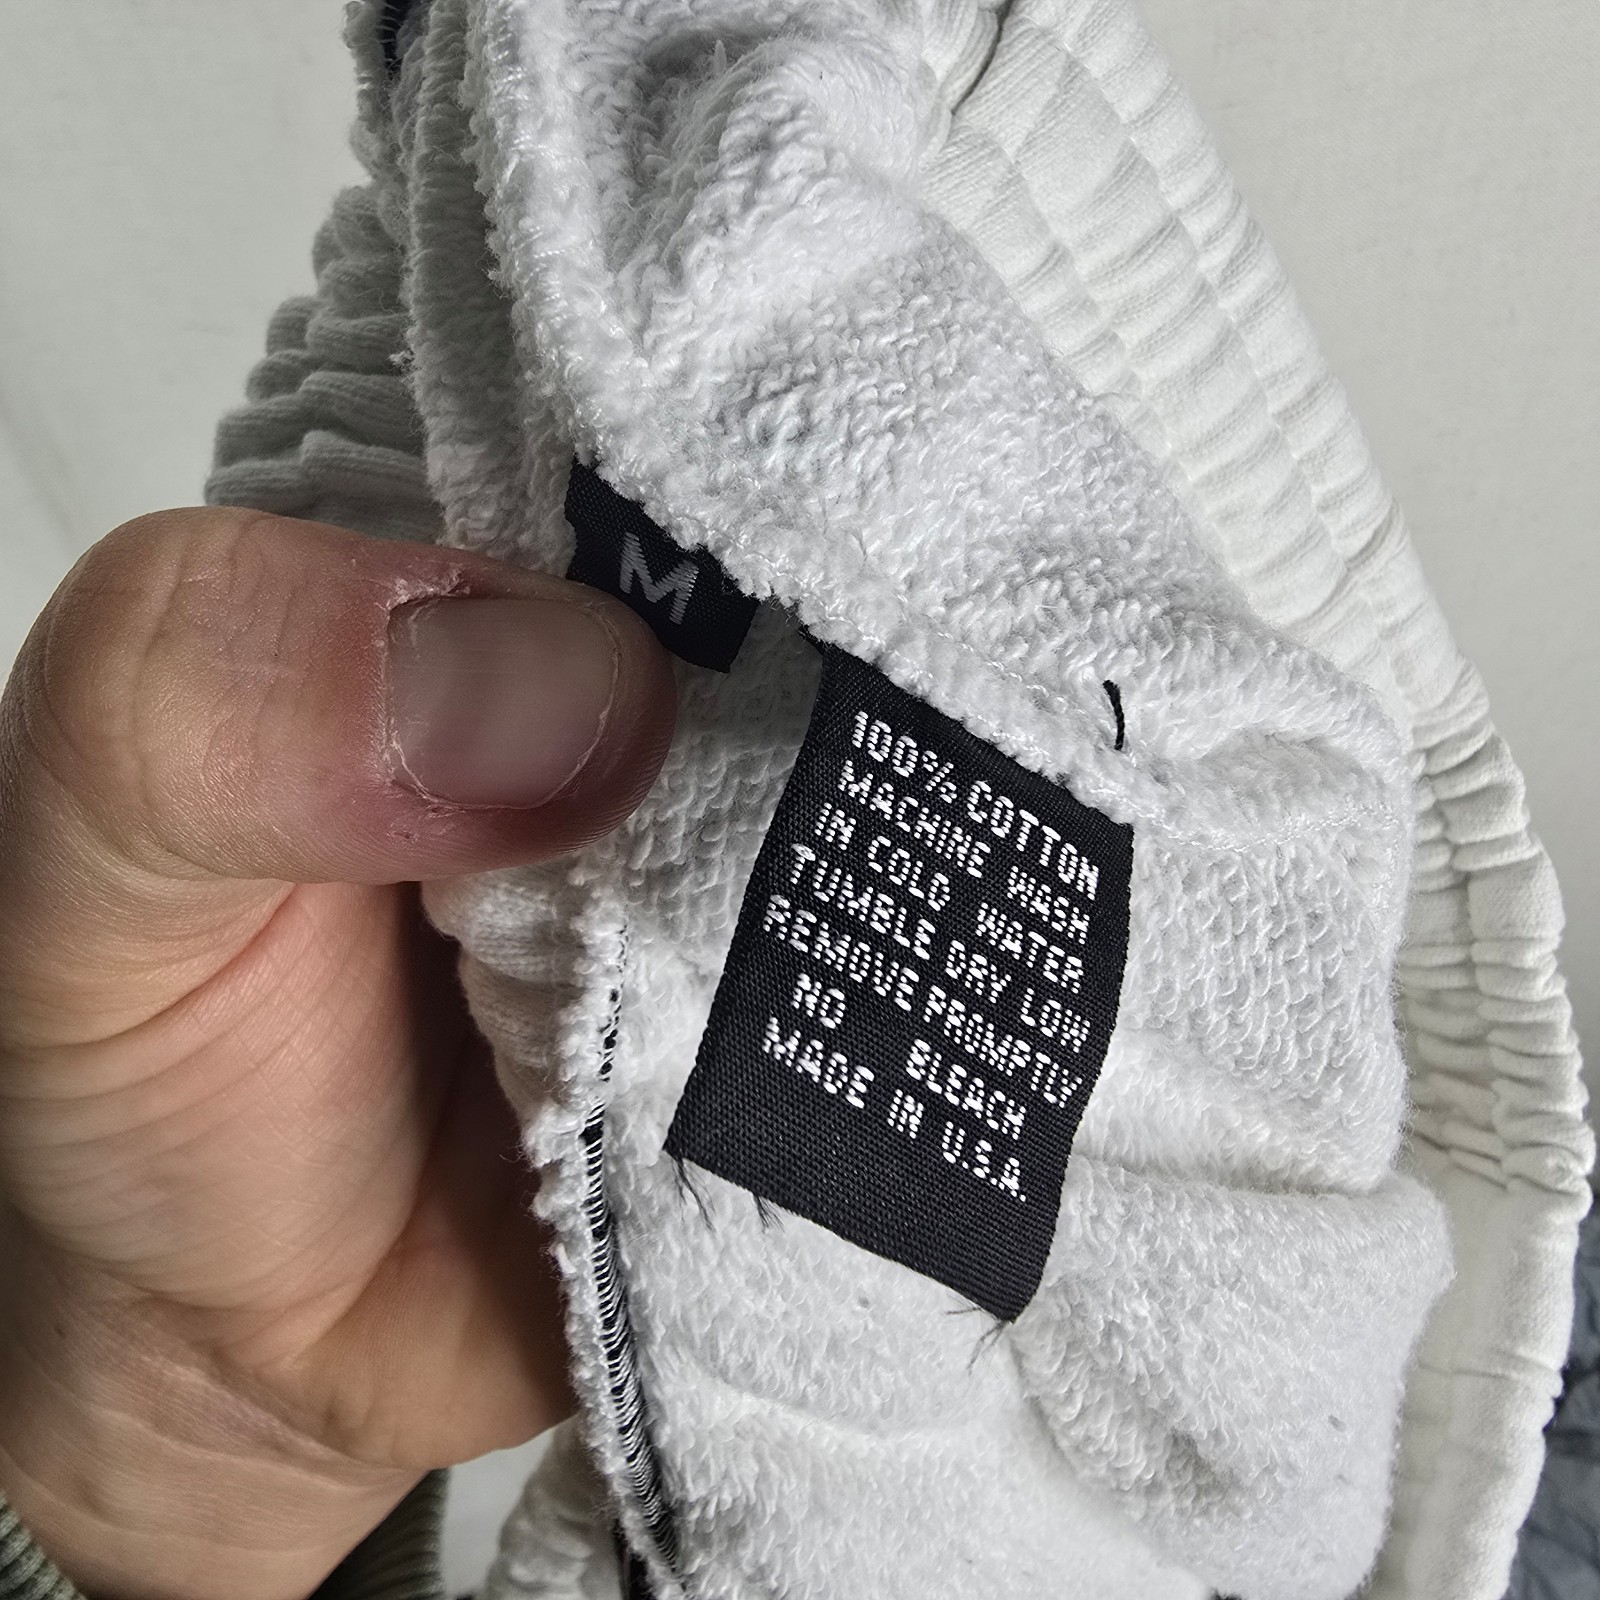 M
100% COTTON
MACHINE WASH
IN COLD WATER
TUMBLE DRY LOW
REMOVE PROMPTLY
NO BLEACH
MADE IN U.S.A.